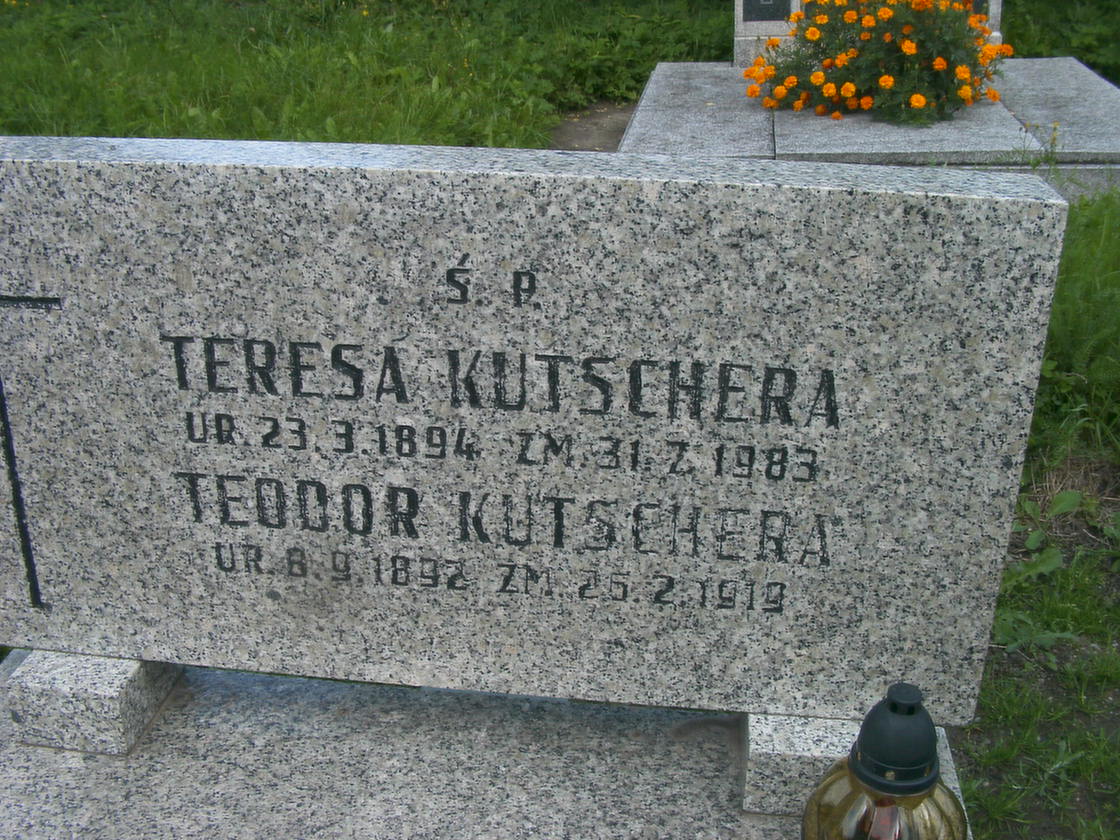 Ś. P.
TERESA KUTSCHERA
UR. 23.3.1894 ZM. 31.7.1983
TEODOR KUTSCHERA
UR. 8.9.1892 ZM. 2.1919